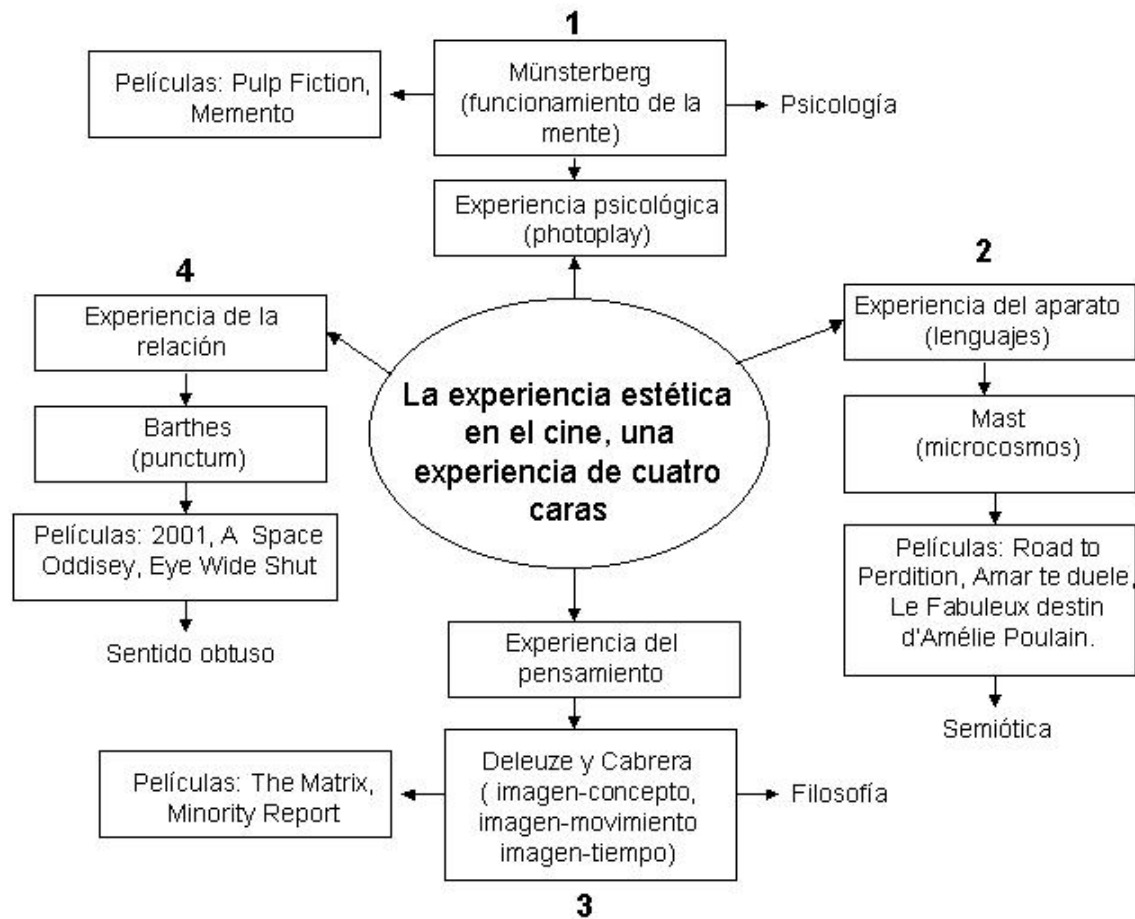 1
Münsterberg
(funcionamiento de la
mente)
Películas: Pulp Fiction,
Memento
Psicología
Experiencia psicológica
(photoplay)
2
Experiencia del aparato
(lenguajes)
Mast
(microcosmos)
Películas: Road to
Perdition, Amar te duele,
Le Fabuleux destin
d'Amélie Poulain.
Semiótica
4
Experiencia de la
relación
Barthes
(punctum)
Películas: 2001, A Space
Oddisey, Eye Wide Shut
Sentido obtuso
La experiencia estética
en el cine, una
experiencia de cuatro
caras
Experiencia del
pensamiento
Deleuze y Cabrera
( imagen-concepto,
imagen-movimiento
imagen-tiempo)
Películas: The Matrix,
Minority Report
Filosofía
3